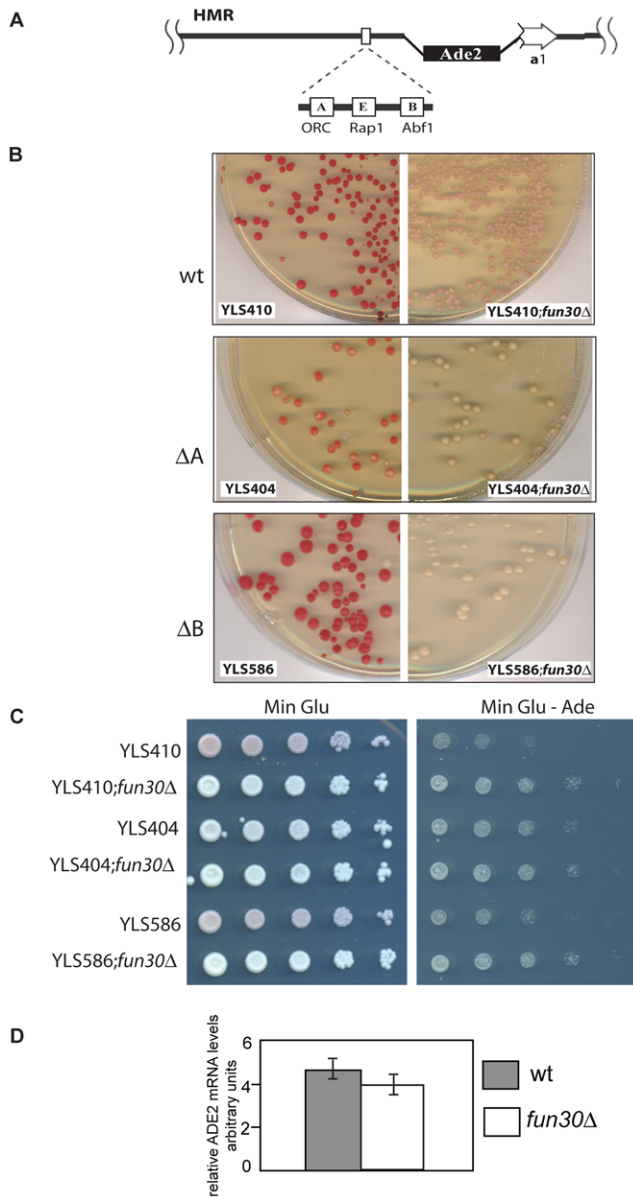 A
HMR
Ade2
a1
A E B
ORC Rap1 Abf1
B
wt
YLS410
YLS410;fun30Δ
ΔA
YLS404
YLS404;fun30Δ
ΔB
YLS586
YLS586;fun30Δ
C
Min Glu
Min Glu - Ade
YLS410
YLS410;fun30Δ
YLS404
YLS404;fun30Δ
YLS586
YLS586;fun30Δ
D
relative ADE2 mRNA levels
arbitrary units
6
4
2
0
wt
fun30Δ